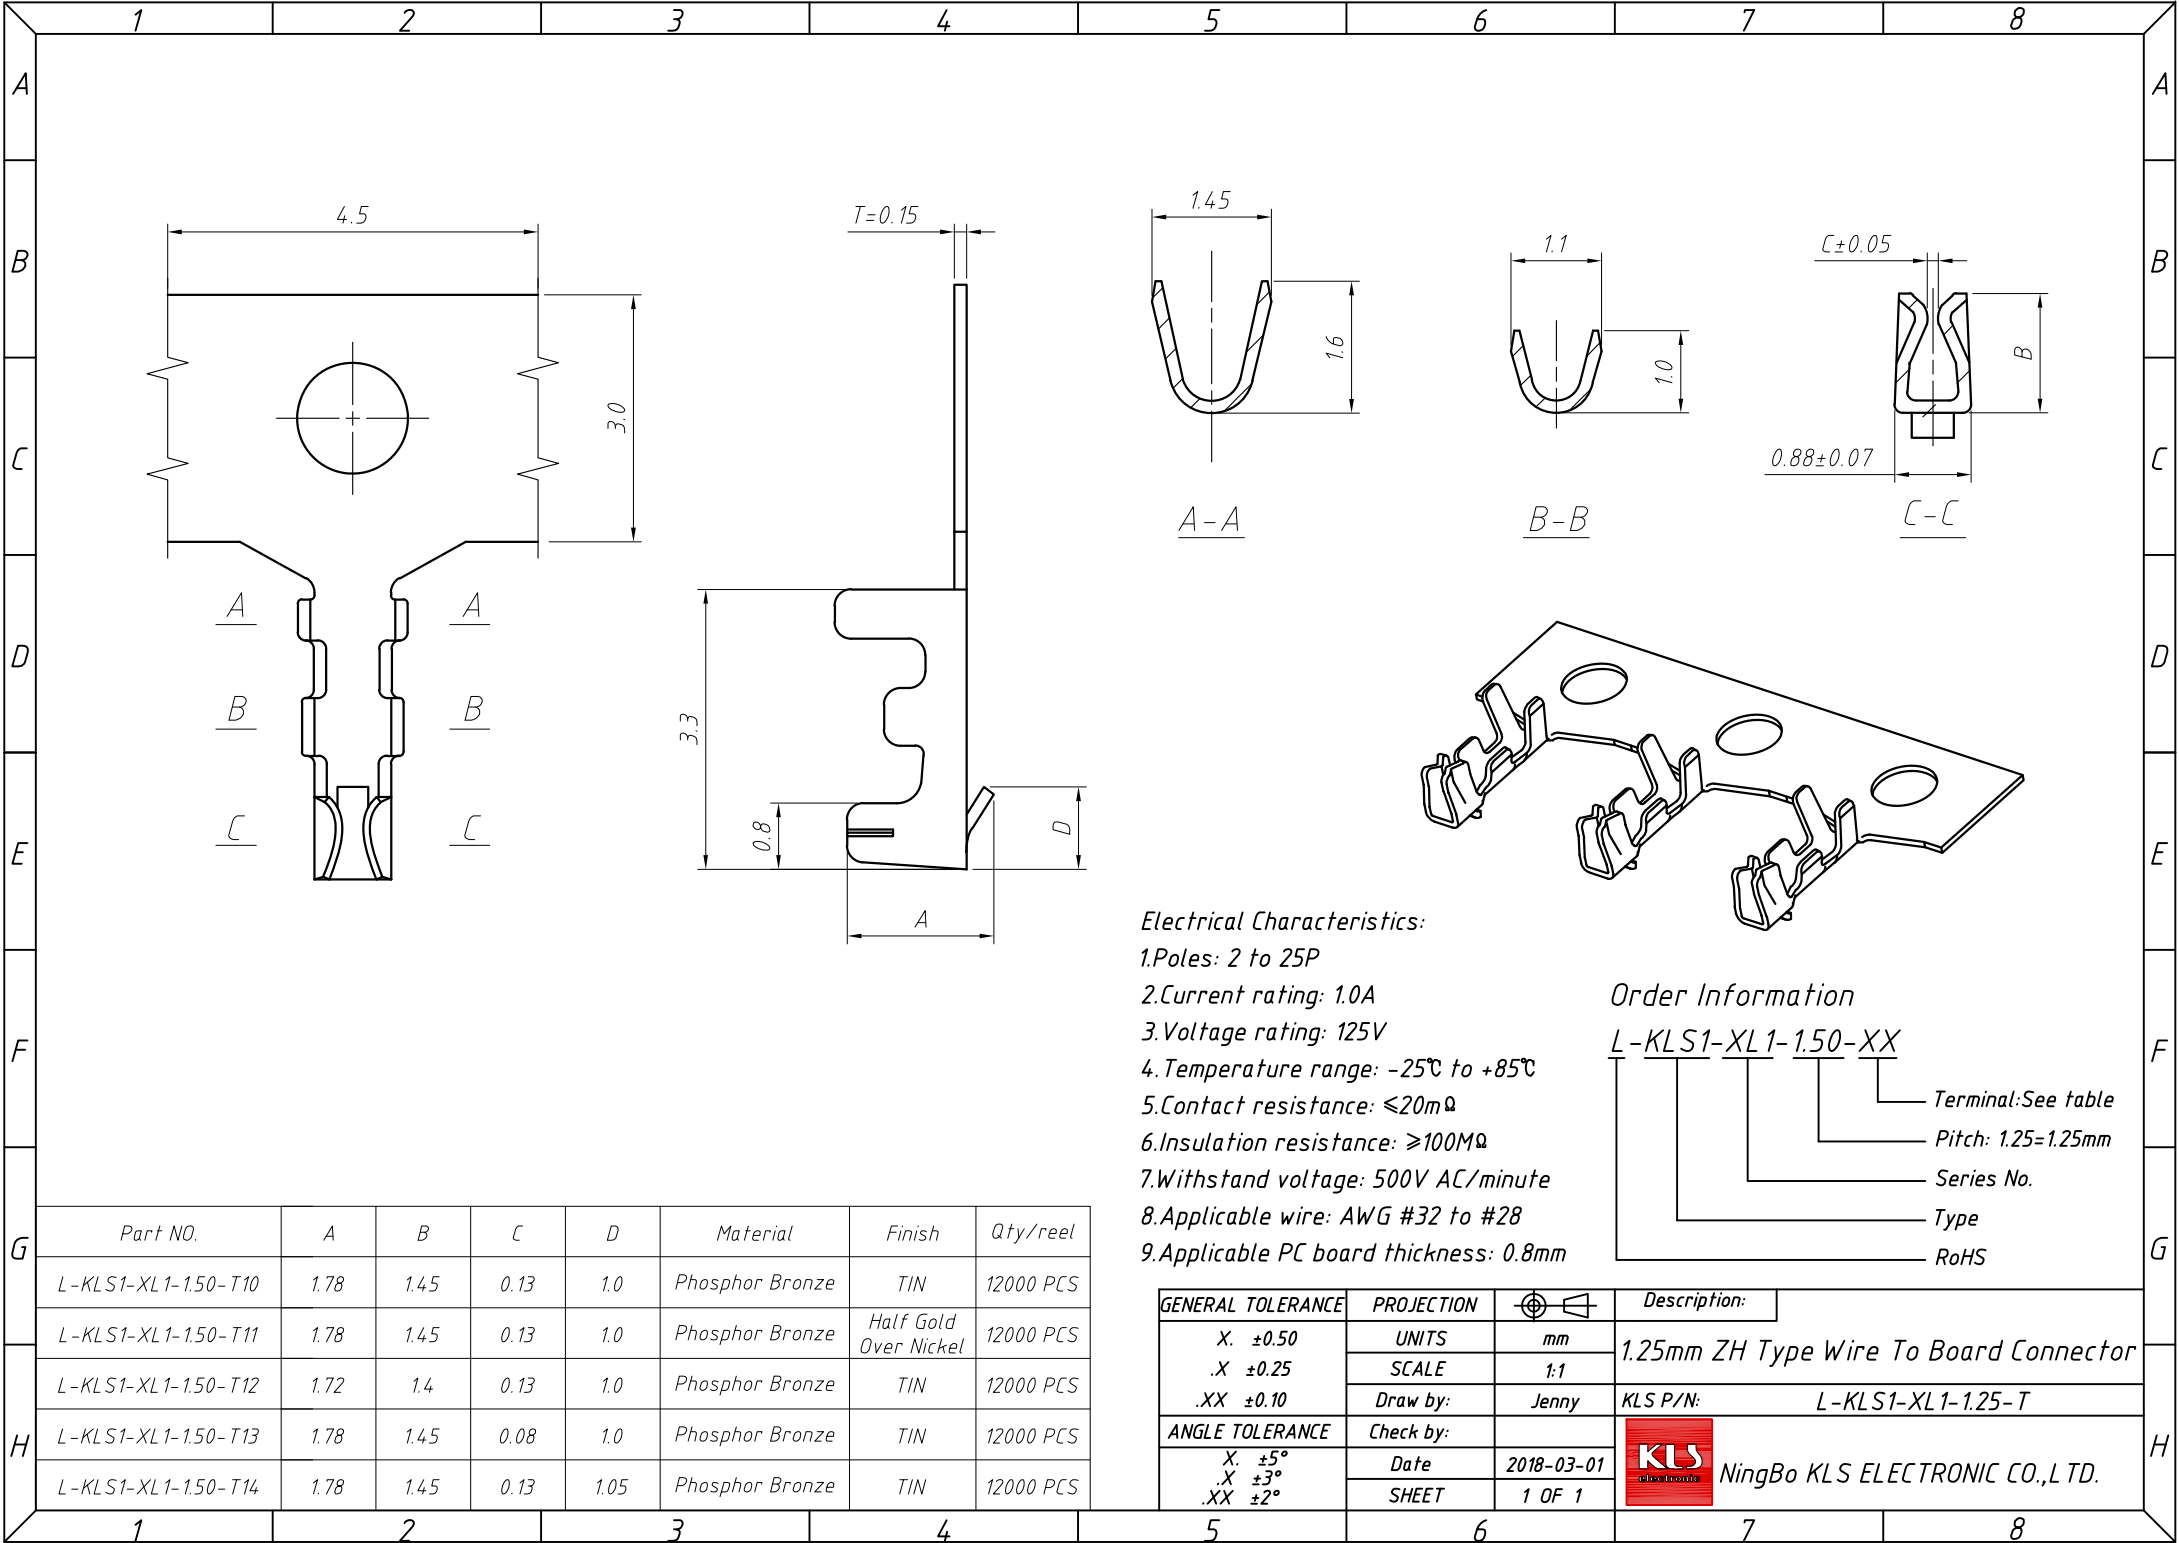 1 2 3 4 5 6 7 8
A A
B B
C C
D D
E E
F F
G G
H H
4.5
3.0
A A
B B
C C
T=0.15
3.3
0.8
D
A
1.45
1.6
A-A
1.1
1.0
B-B
C±0.05
B
0.88±0.07
C-C
Electrical Characteristics:
1.Poles: 2 to 25P
2.Current rating: 1.0A
3.Voltage rating: 125V
4.Temperature range: -25℃ to +85℃
5.Contact resistance: ≤20mΩ
6.Insulation resistance: ≥100MΩ
7.Withstand voltage: 500V AC/minute
8.Applicable wire: AWG #32 to #28
9.Applicable PC board thickness: 0.8mm
Order Information
L-KLS1-XL1-1.50-XX
Terminal:See table
Pitch: 1.25=1.25mm
Series No.
Type
RoHS
Part NO. A B C D Material Finish Qty/reel
L-KLS1-XL1-1.50-T10 1.78 1.45 0.13 1.0 Phosphor Bronze TIN 12000 PCS
L-KLS1-XL1-1.50-T11 1.78 1.45 0.13 1.0 Phosphor Bronze Half Gold Over Nickel 12000 PCS
L-KLS1-XL1-1.50-T12 1.72 1.4 0.13 1.0 Phosphor Bronze TIN 12000 PCS
L-KLS1-XL1-1.50-T13 1.78 1.45 0.08 1.0 Phosphor Bronze TIN 12000 PCS
L-KLS1-XL1-1.50-T14 1.78 1.45 0.13 1.05 Phosphor Bronze TIN 12000 PCS
GENERAL TOLERANCE
X. ±0.50
.X ±0.25
.XX ±0.10
ANGLE TOLERANCE
X. ±5°
.X ±3°
.XX ±2°
PROJECTION
UNITS mm
SCALE 1:1
Draw by: Jenny
Check by:
Date 2018-03-01
SHEET 1 OF 1
Description:
1.25mm ZH Type Wire To Board Connector
KLS P/N: L-KLS1-XL1-1.25-T
KLS
electronic
NingBo KLS ELECTRONIC CO.,LTD.
1 2 3 4 5 6 7 8